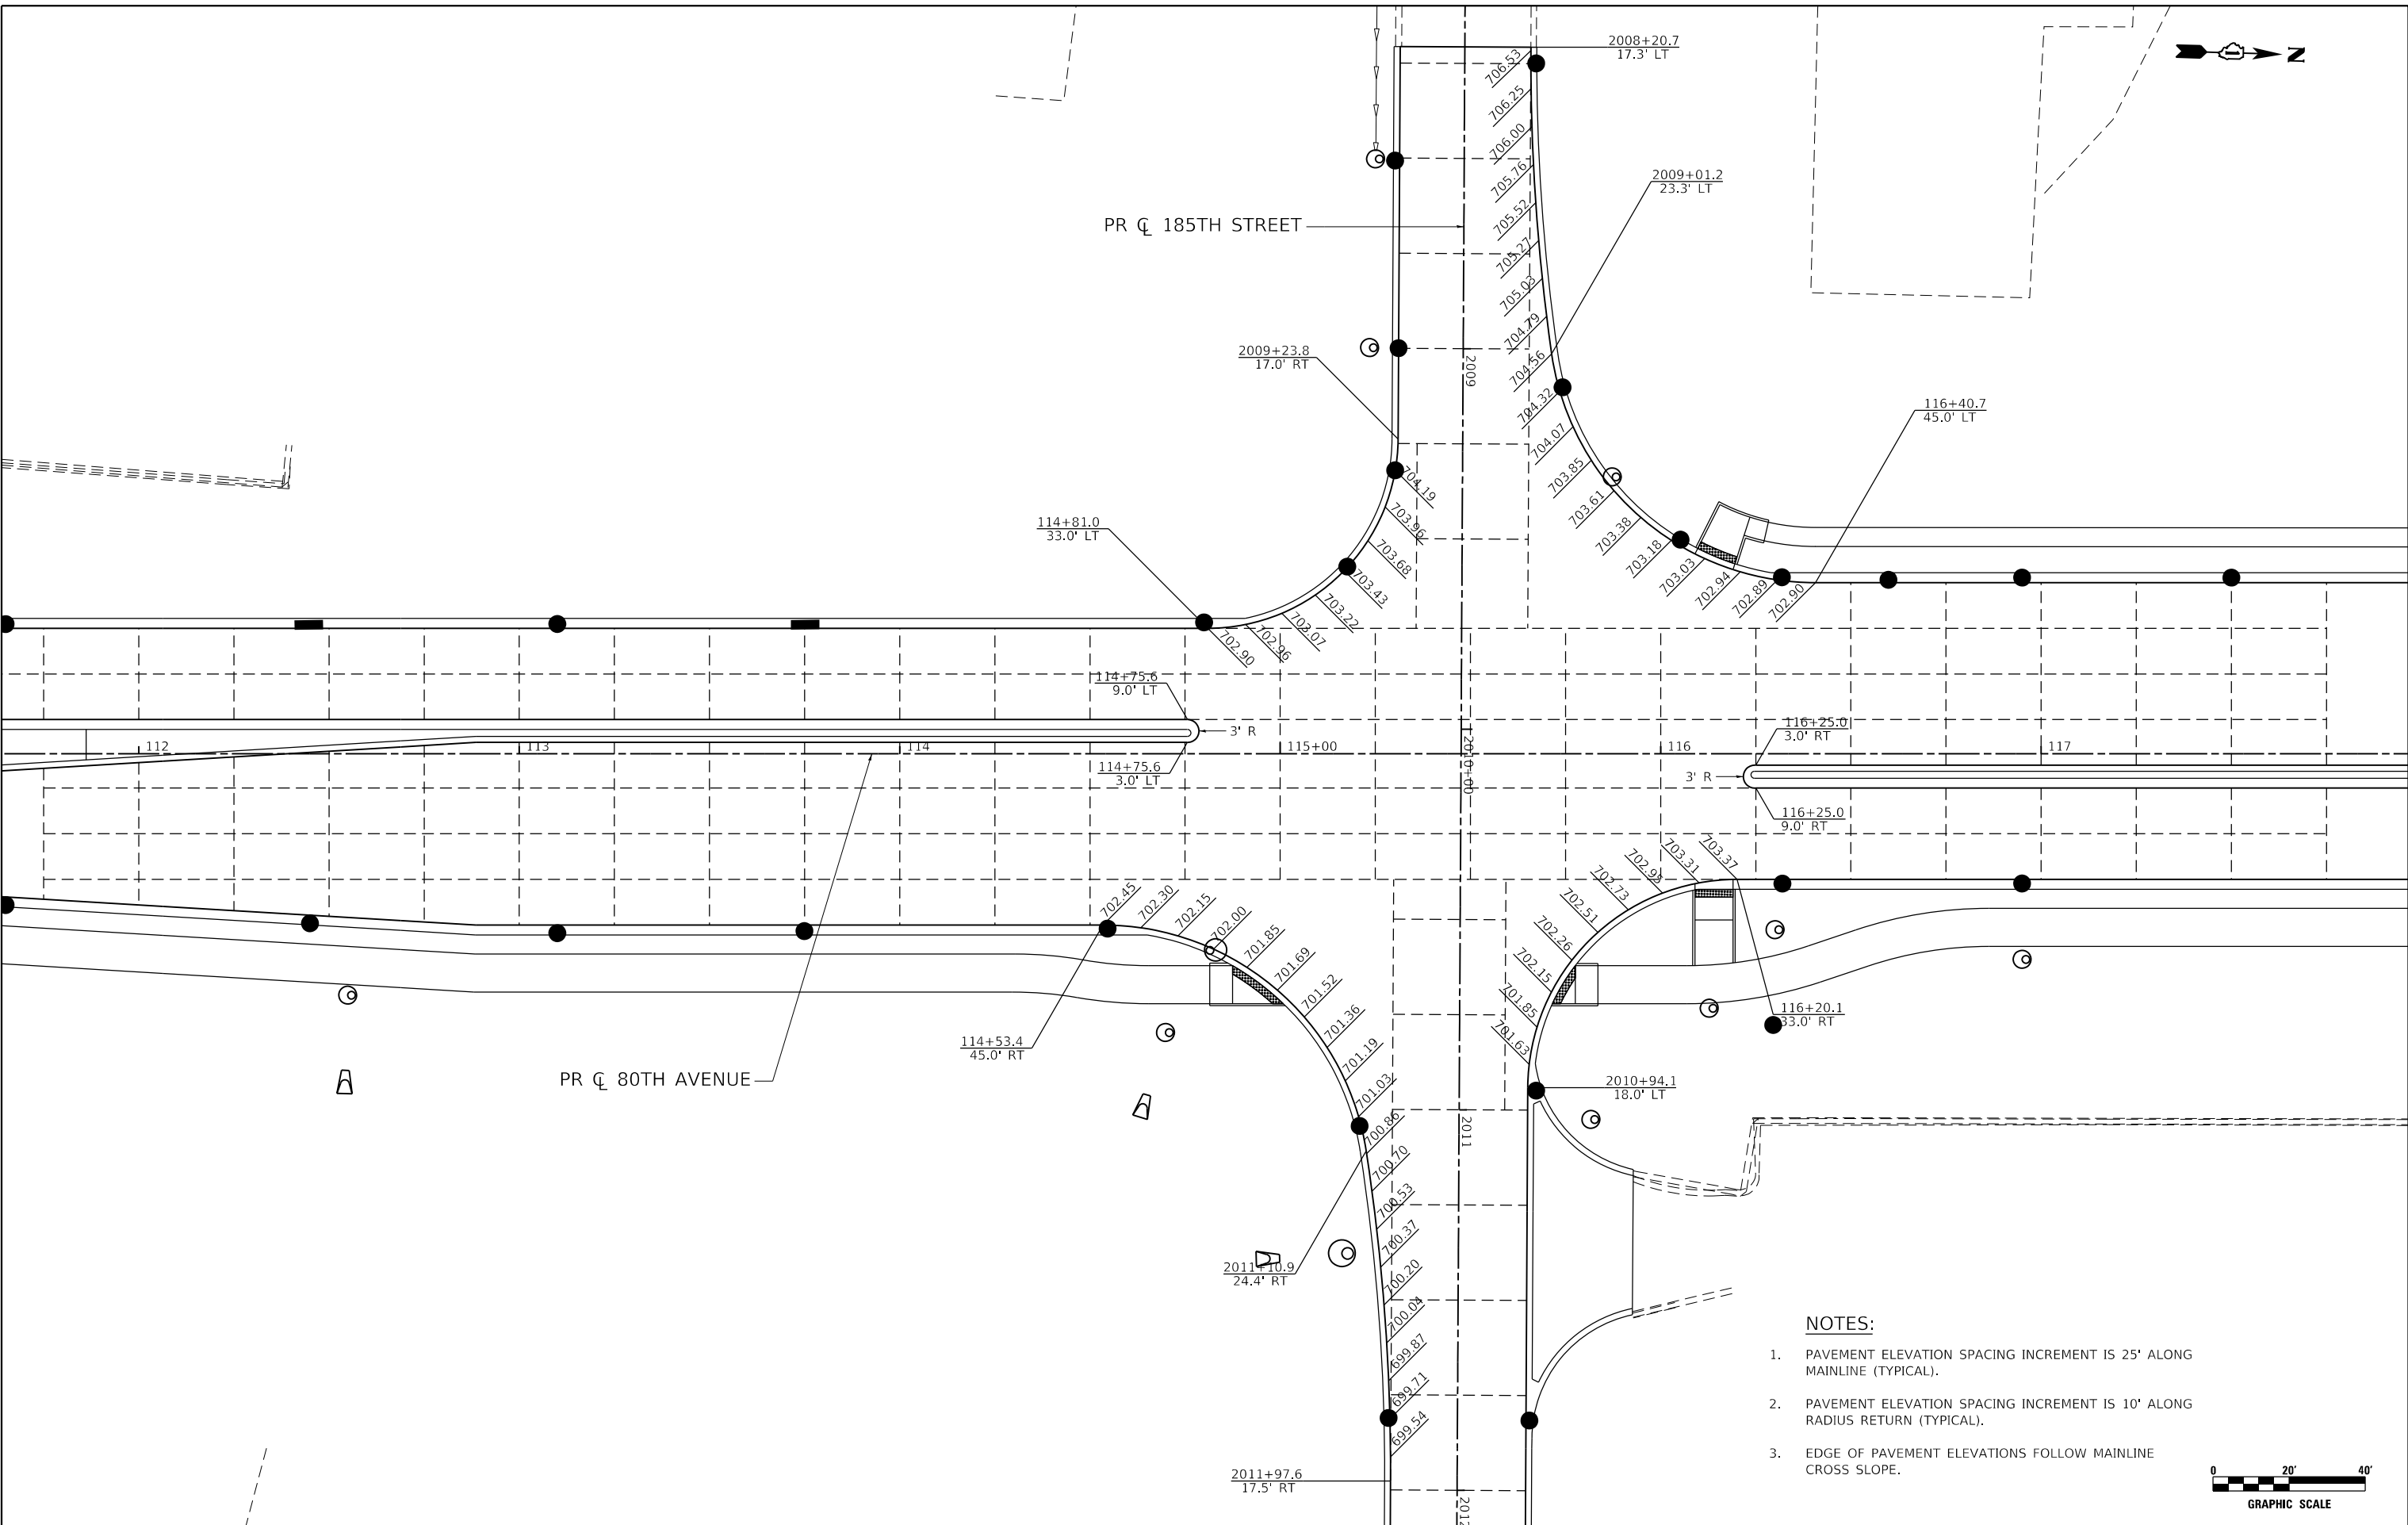 2008+20.7
17.3' LT
N
706.53
706.25
706.00
705.76
705.52
705.27
705.03
704.79
704.56
704.32
704.07
703.85
703.61
703.38
703.18
703.03
702.94
702.89
702.90
2009+01.2
23.3' LT
PR ℄ 185TH STREET
2009+23.8
17.0' RT
2009
116+40.7
45.0' LT
114+81.0
33.0' LT
704.19
703.96
703.68
703.43
703.22
703.07
702.96
702.90
114+75.6
9.0' LT
3' R
114+75.6
3.0' LT
112
113
114
115+00
116
117
2010+00
116+25.0
3.0' RT
3' R
116+25.0
9.0' RT
702.45
702.30
702.15
702.00
701.85
701.69
701.52
701.36
701.19
701.03
700.86
700.70
700.53
700.37
700.20
700.04
699.87
699.71
699.54
703.37
703.31
702.95
702.73
702.51
702.26
702.15
701.85
701.63
116+20.1
33.0' RT
114+53.4
45.0' RT
PR ℄ 80TH AVENUE
2010+94.1
18.0' LT
2011
2011+10.9
24.4' RT
2011+97.6
17.5' RT
2012
NOTES:
1. PAVEMENT ELEVATION SPACING INCREMENT IS 25' ALONG
MAINLINE (TYPICAL).
2. PAVEMENT ELEVATION SPACING INCREMENT IS 10' ALONG
RADIUS RETURN (TYPICAL).
3. EDGE OF PAVEMENT ELEVATIONS FOLLOW MAINLINE
CROSS SLOPE.
0 20' 40'
GRAPHIC SCALE